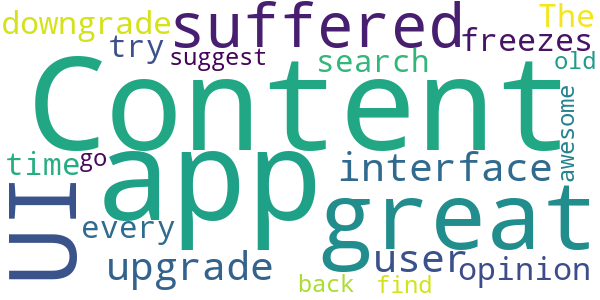 downgrade
suffered
The
try
freezes
suggest
search
old
Content
awesome
time
go
app
interface
UI
great
every
upgrade
user
opinion
back
find